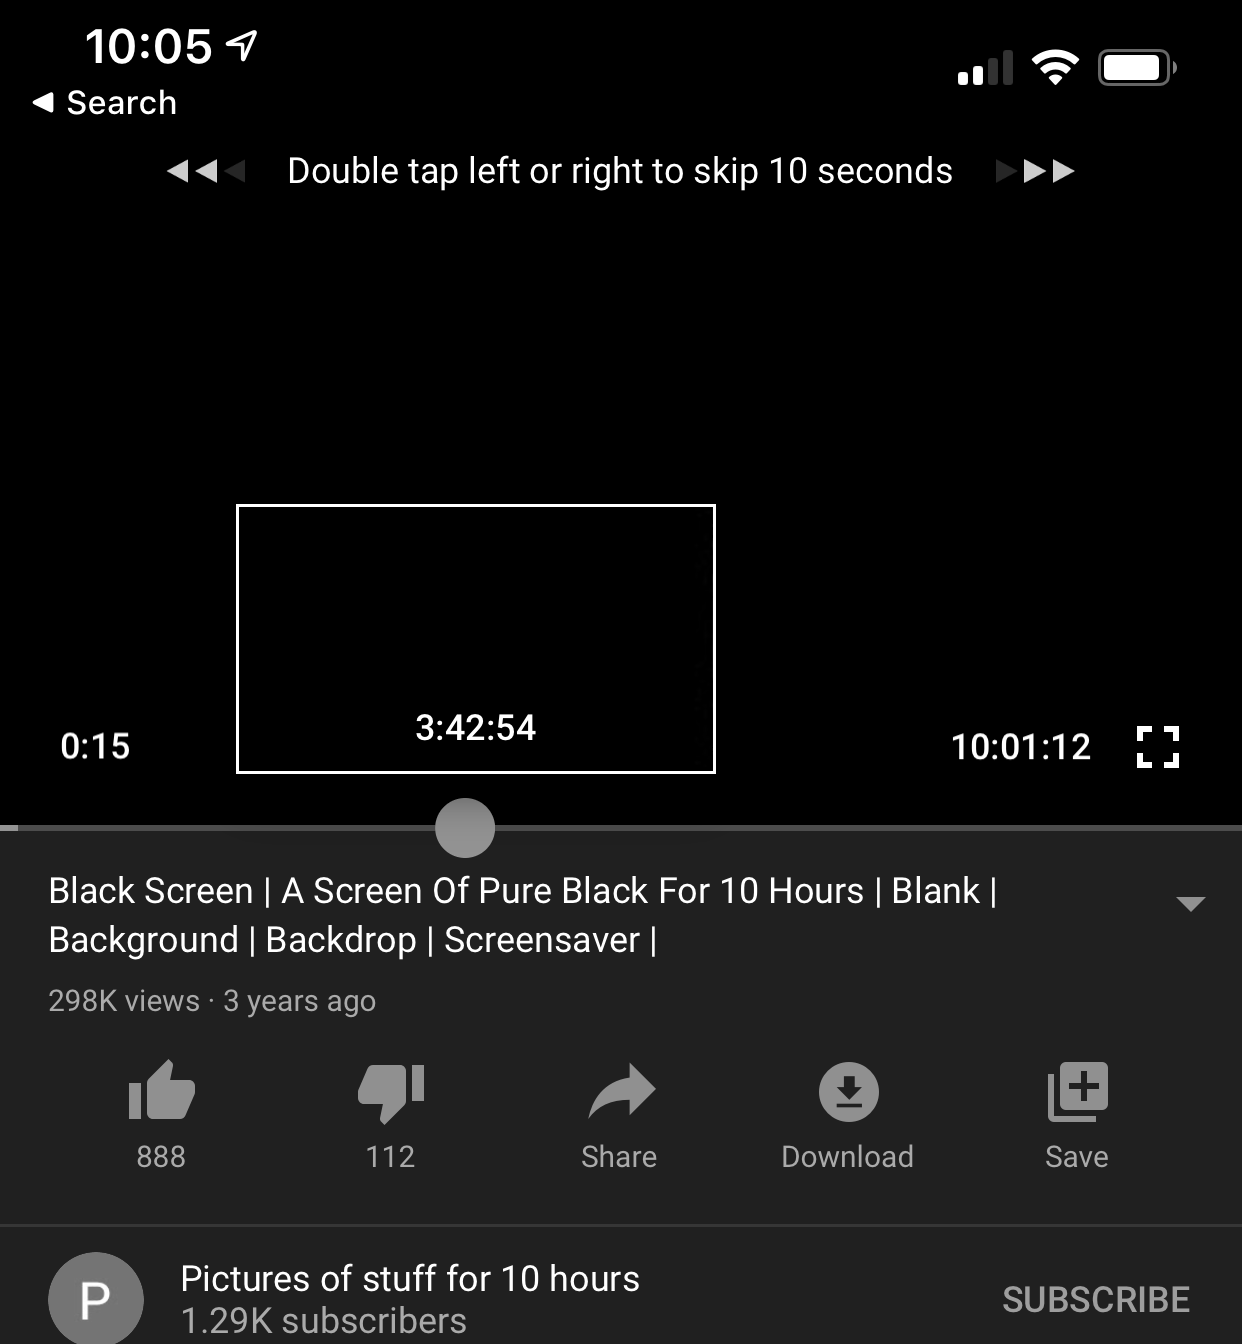 10:05
Search
Double tap left or right to skip 10 seconds
3:42:54
0:15
10:01:12
Black Screen | A Screen Of Pure Black For 10 Hours | Blank |
Background | Backdrop | Screensaver |
298K views · 3 years ago
888
112
Share
Download
Save
P
Pictures of stuff for 10 hours
1.29K subscribers
SUBSCRIBE